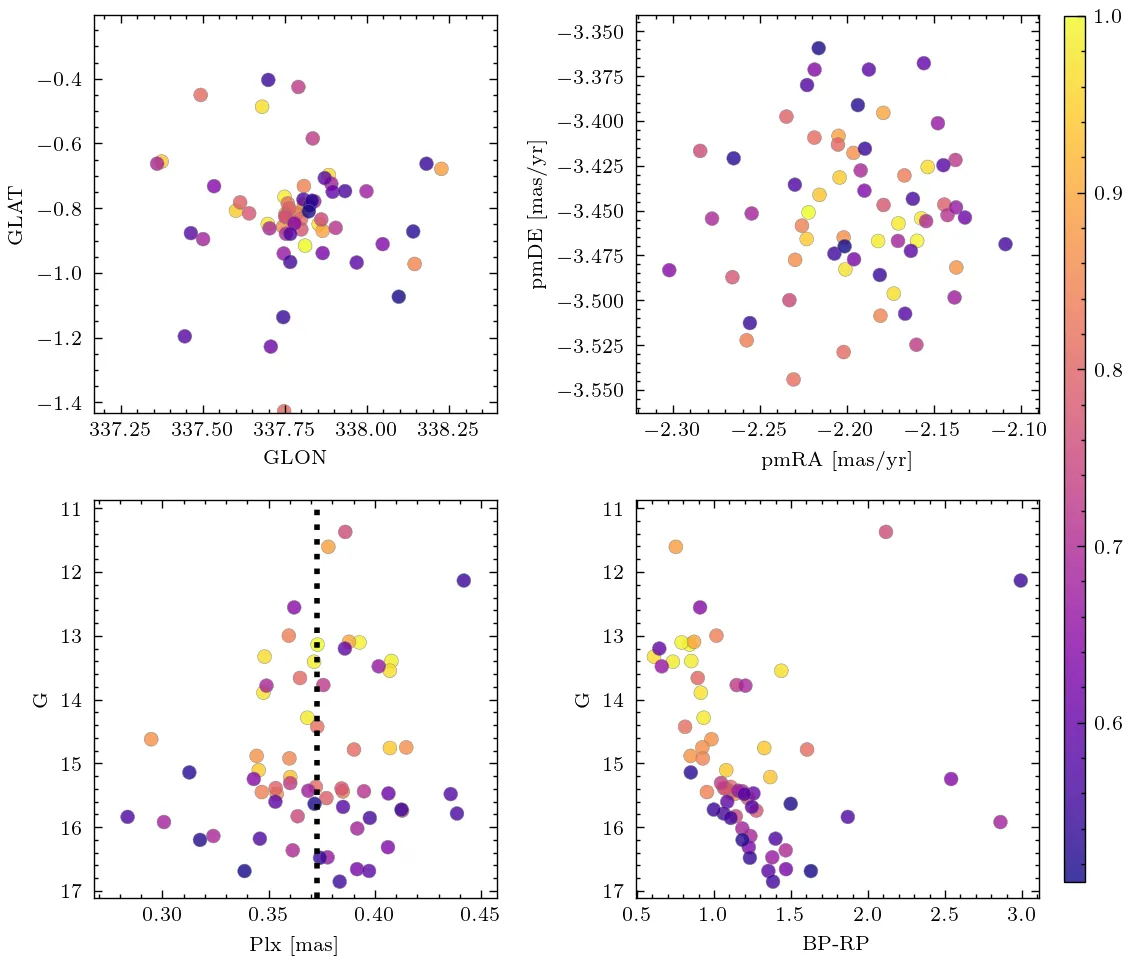 −0.4
−0.6
−0.8
−1.0
−1.2
−1.4
GLAT
337.25 337.50 337.75 338.00 338.25
GLON
−3.350
−3.375
−3.400
−3.425
−3.450
−3.475
−3.500
−3.525
−3.550
pmDE [mas/yr]
−2.30 −2.25 −2.20 −2.15 −2.10
pmRA [mas/yr]
1.0
0.9
0.8
0.7
0.6
11
12
13
14
15
16
17
G
0.30 0.35 0.40 0.45
Plx [mas]
11
12
13
14
15
16
17
G
0.5 1.0 1.5 2.0 2.5 3.0
BP-RP